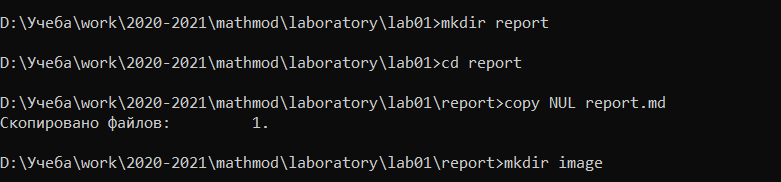 D:\Учеба\work\2020-2021\mathmod\laboratory\lab01>mkdir report
D:\Учеба\work\2020-2021\mathmod\laboratory\lab01>cd report
D:\Учеба\work\2020-2021\mathmod\laboratory\lab01\report>copy NUL report.md
Скопировано файлов:         1.
D:\Учеба\work\2020-2021\mathmod\laboratory\lab01\report>mkdir image